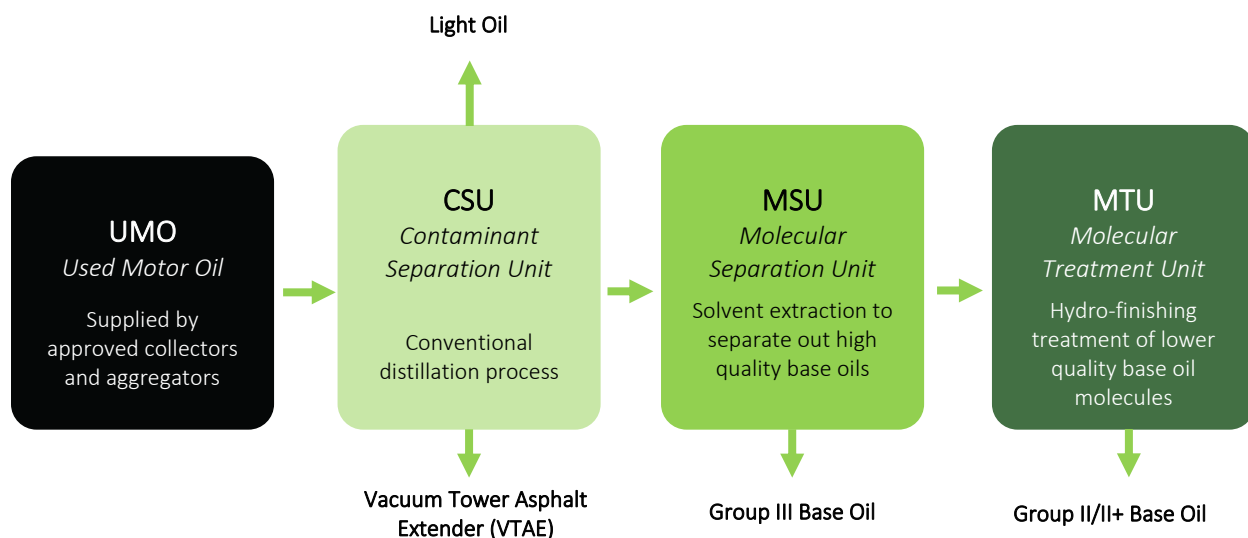 Light Oil
UMO
Used Motor Oil
Supplied by
approved collectors
and aggregators
CSU
Contaminant
Separation Unit
Conventional
distillation process
MSU
Molecular
Separation Unit
Solvent extraction to
separate out high
quality base oils
MTU
Molecular
Treatment Unit
Hydro-finishing
treatment of lower
quality base oil
molecules
Vacuum Tower Asphalt
Extender (VTAE)
Group III Base Oil
Group II/II+ Base Oil